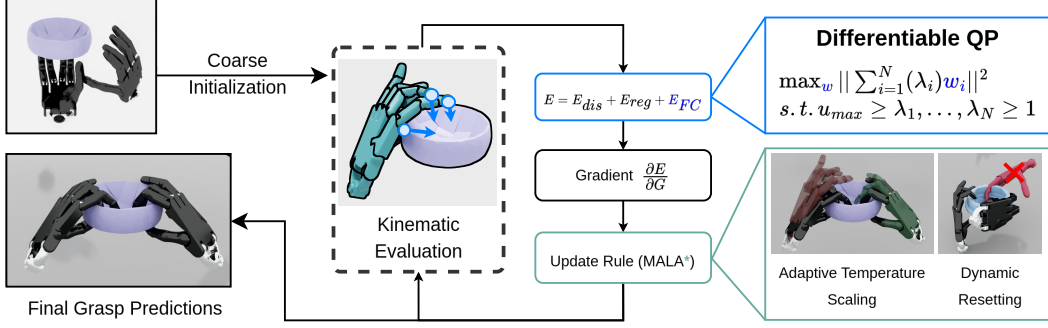 Coarse
Initialization
Kinematic
Evaluation
E = E_dis + E_reg + E_FC
Gradient ∂E/∂G
Update Rule (MALA*)
Differentiable QP
max_w ||∑_{i=1}^{N}(λ_i)w_i||^2
s.t. u_max ≥ λ_1, . . . , λ_N ≥ 1
Adaptive Temperature
Scaling
Dynamic
Resetting
Final Grasp Predictions